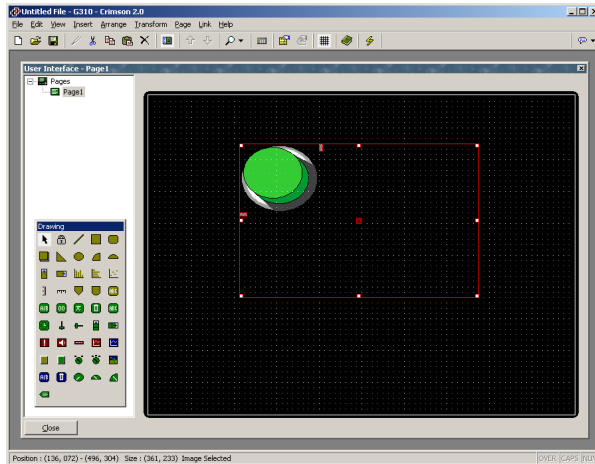 Untitled File - G310 - Crimson 2.0
File Edit View Insert Arrange Transform Page Link Help
User Interface - Page1
Pages
Page1
Drawing
Close
Position : (136, 072) - (496, 304) Size : (361, 233) Image Selected
OVER CAPS NUM